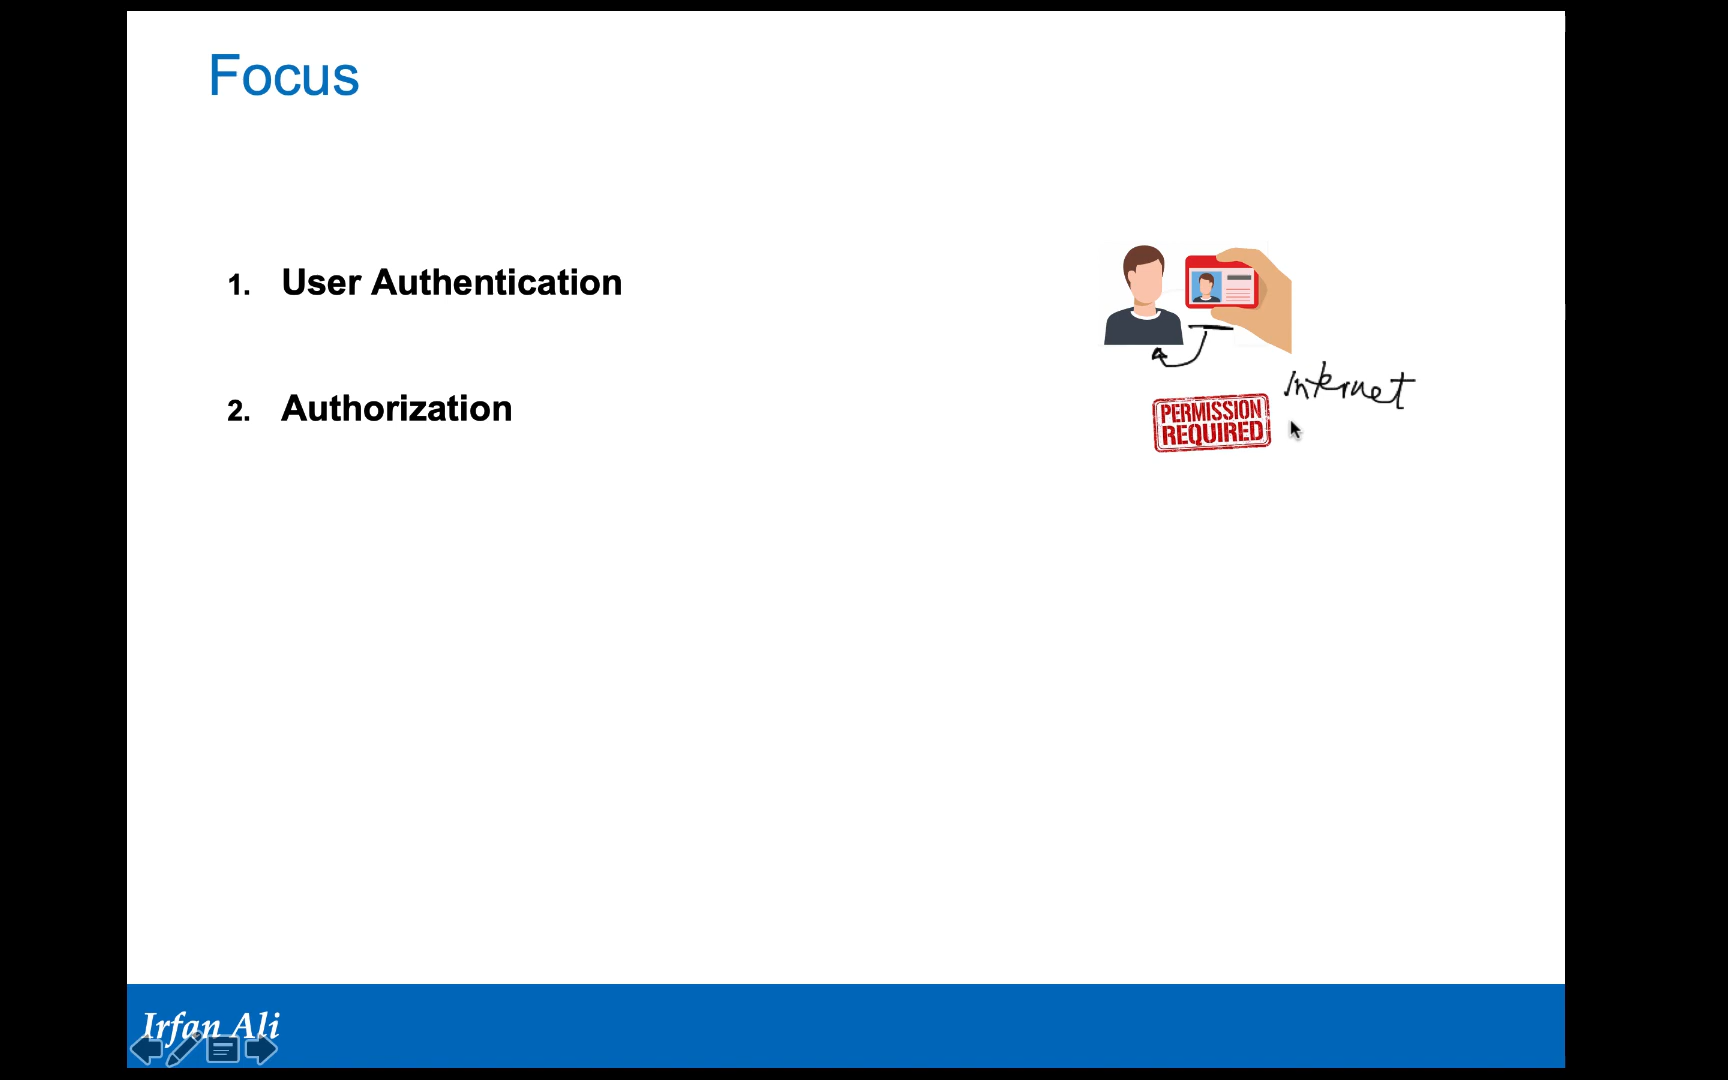 Focus
1. User Authentication
Internet
2. Authorization
PERMISSION
REQUIRED
Irfan Ali